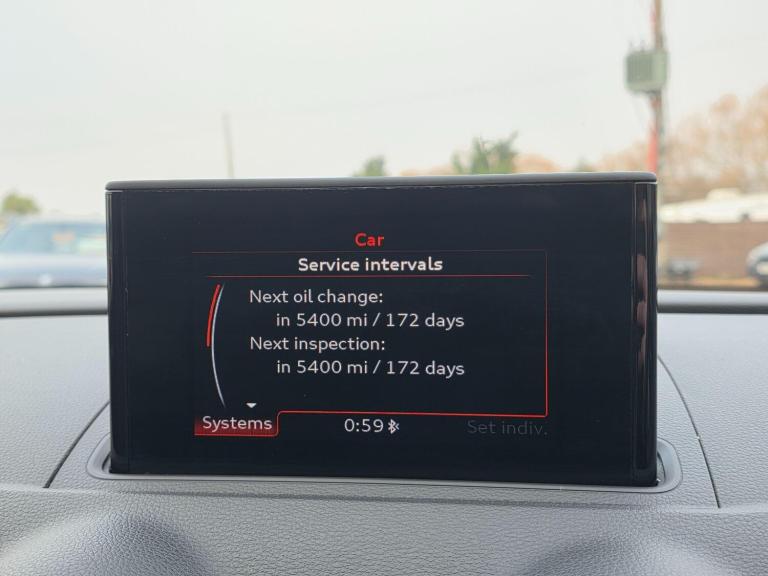 Car
Service intervals
Next oil change:
in 5400 mi / 172 days
Next inspection:
in 5400 mi / 172 days
Systems
0:59
Set indiv.